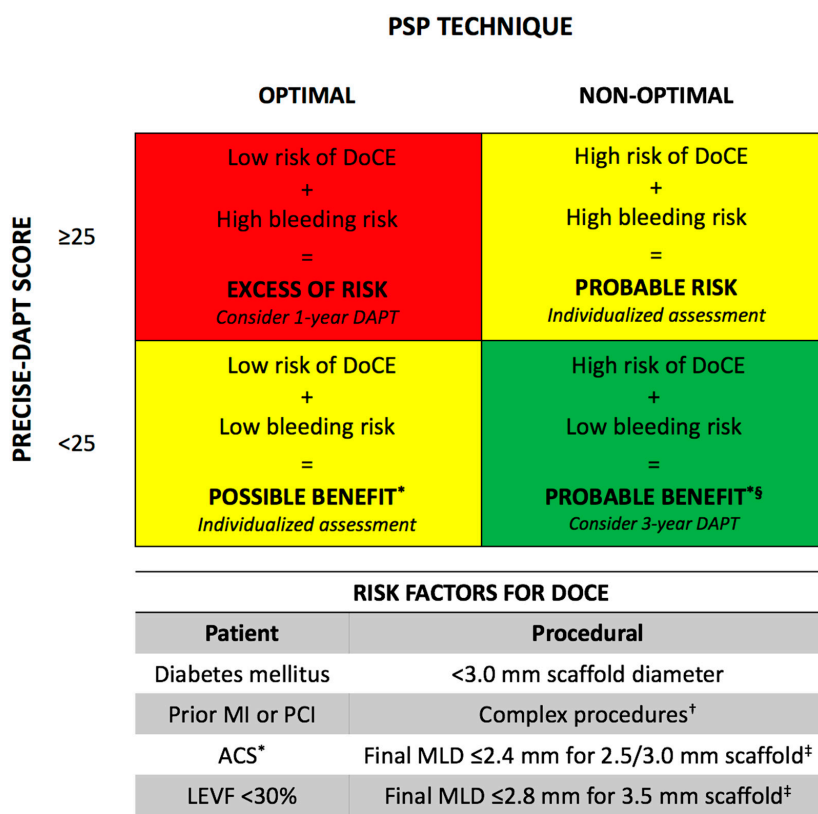 PSP TECHNIQUE
OPTIMAL
NON-OPTIMAL
PRECISE-DAPT SCORE
≥25
Low risk of DoCE
+
High bleeding risk
=
EXCESS OF RISK
Consider 1-year DAPT
High risk of DoCE
+
High bleeding risk
=
PROBABLE RISK
Individualized assessment
<25
Low risk of DoCE
+
Low bleeding risk
=
POSSIBLE BENEFIT*
Individualized assessment
High risk of DoCE
+
Low bleeding risk
=
PROBABLE BENEFIT*§
Consider 3-year DAPT
RISK FACTORS FOR DOCE
Patient Procedural
Diabetes mellitus <3.0 mm scaffold diameter
Prior MI or PCI Complex procedures†
ACS* Final MLD ≤2.4 mm for 2.5/3.0 mm scaffold‡
LEVF <30% Final MLD ≤2.8 mm for 3.5 mm scaffold‡